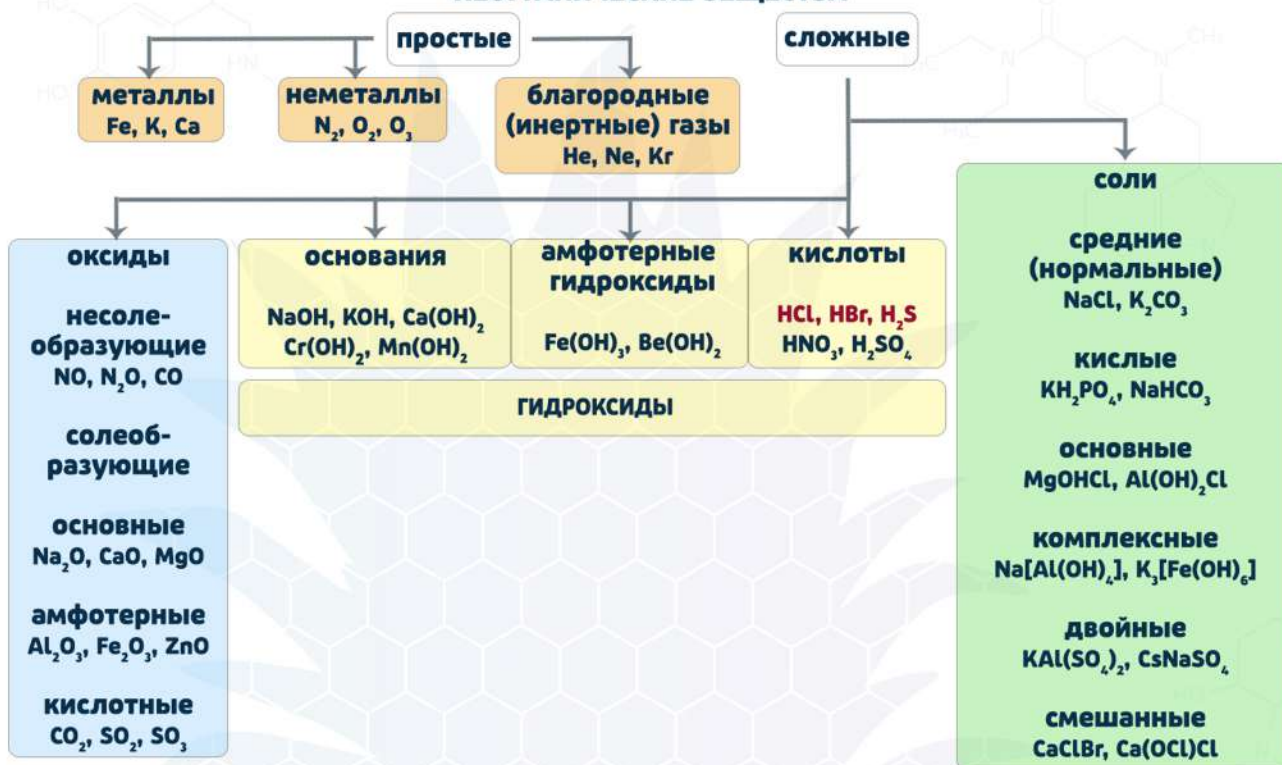 простые
сложные
металлы
Fe, K, Ca
неметаллы
N₂, O₂, O₃
благородные
(инертные) газы
He, Ne, Kr
оксиды
несоле-
образующие
NO, N₂O, CO
солеоб-
разующие
основные
Na₂O, CaO, MgO
амфотерные
Al₂O₃, Fe₂O₃, ZnO
кислотные
CO₂, SO₂, SO₃
основания
NaOH, KOH, Ca(OH)₂
Cr(OH)₂, Mn(OH)₂
амфотерные
гидроксиды
Fe(OH)₃, Be(OH)₂
кислоты
HCl, HBr, H₂S
HNO₃, H₂SO₄
ГИДРОКСИДЫ
соли
средние
(нормальные)
NaCl, K₂CO₃
кислые
KH₂PO₄, NaHCO₃
основные
MgOHCl, Al(OH)₂Cl
комплексные
Na[Al(OH)₄], K₃[Fe(OH)₆]
двойные
KAl(SO₄)₂, CsNaSO₄
смешанные
CaClBr, Ca(OCl)Cl